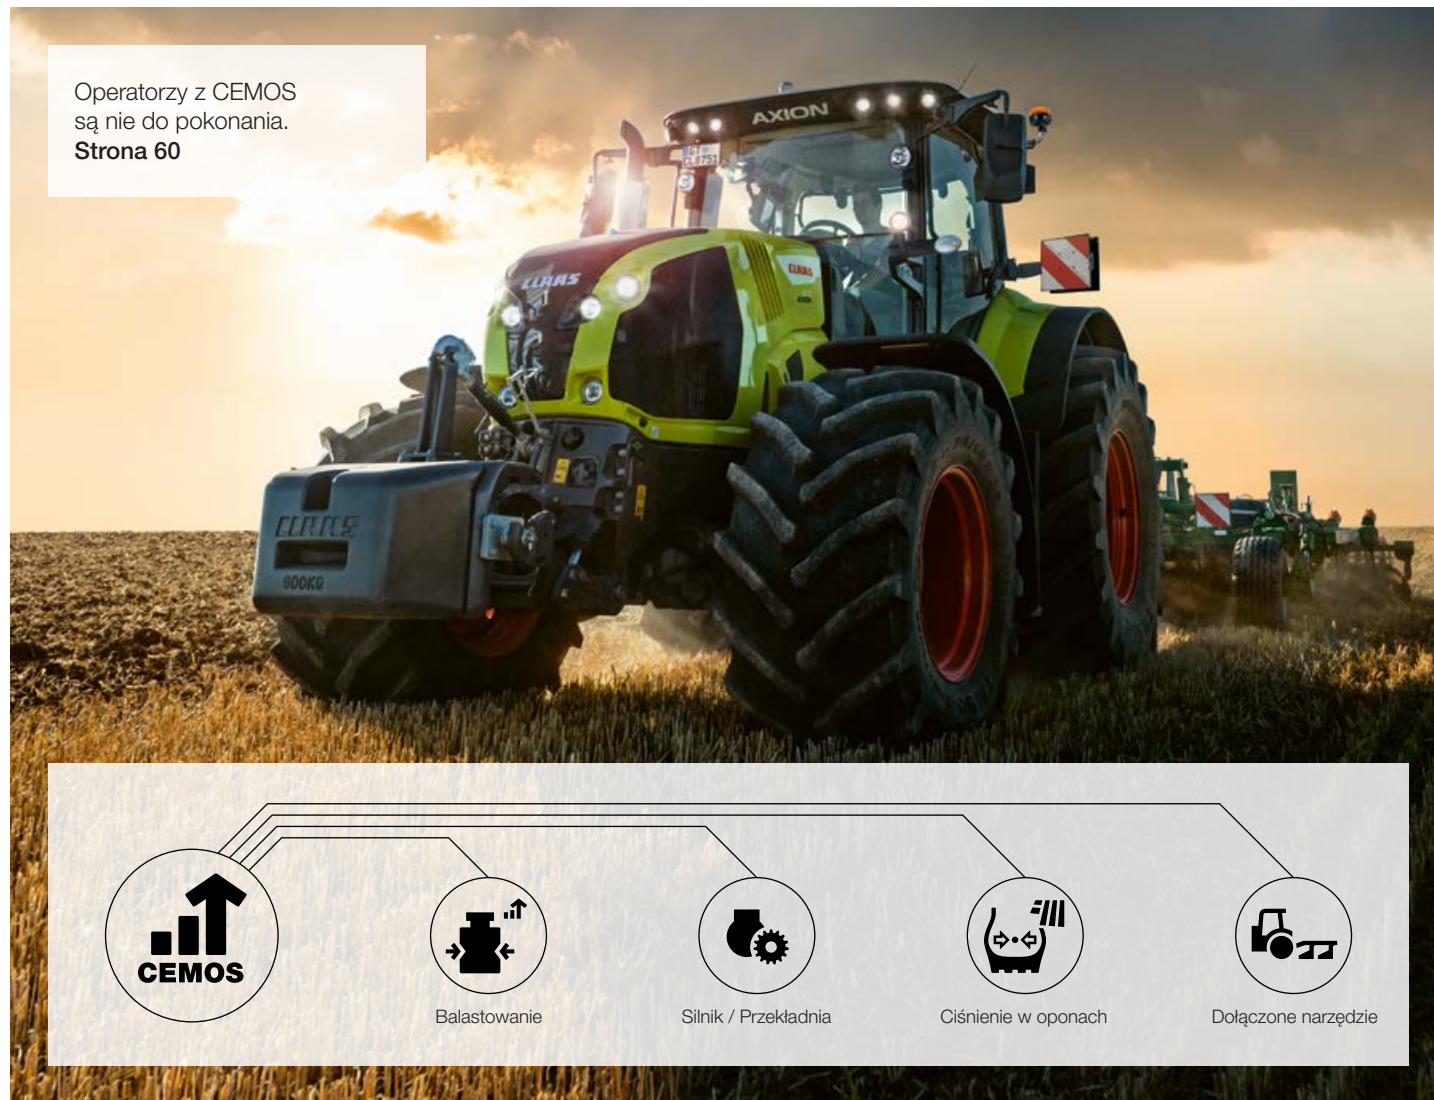 Operatorzy z CEMOS
są nie do pokonania.
Strona 60
AXION
CLAAS
CLAAS
CLAAS
600KG
CEMOS
Balastowanie
Silnik / Przekładnia
Ciśnienie w oponach
Dołączone narzędzie